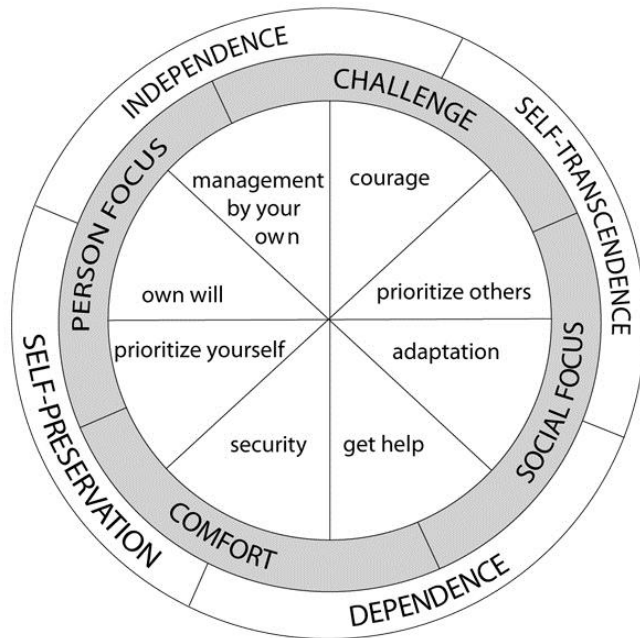 INDEPENDENCE
CHALLENGE
SELF-TRANSCENDENCE
PERSON FOCUS
management
by your
own
courage
own will
prioritize others
prioritize yourself
adaptation
security
get help
SOCIAL FOCUS
SELF-PRESERVATION
COMFORT
DEPENDENCE